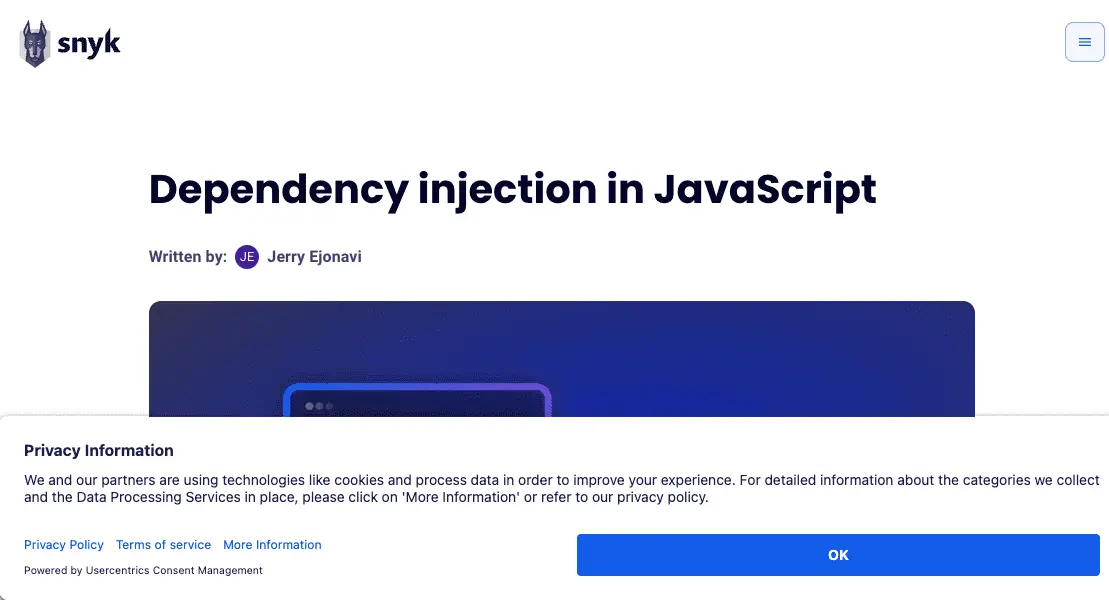 snyk
Dependency injection in JavaScript
Written by: JE Jerry Ejonavi
Privacy Information
We and our partners are using technologies like cookies and process data in order to improve your experience. For detailed information about the categories we collect
and the Data Processing Services in place, please click on 'More Information' or refer to our privacy policy.
Privacy Policy Terms of service More Information
OK
Powered by Usercentrics Consent Management